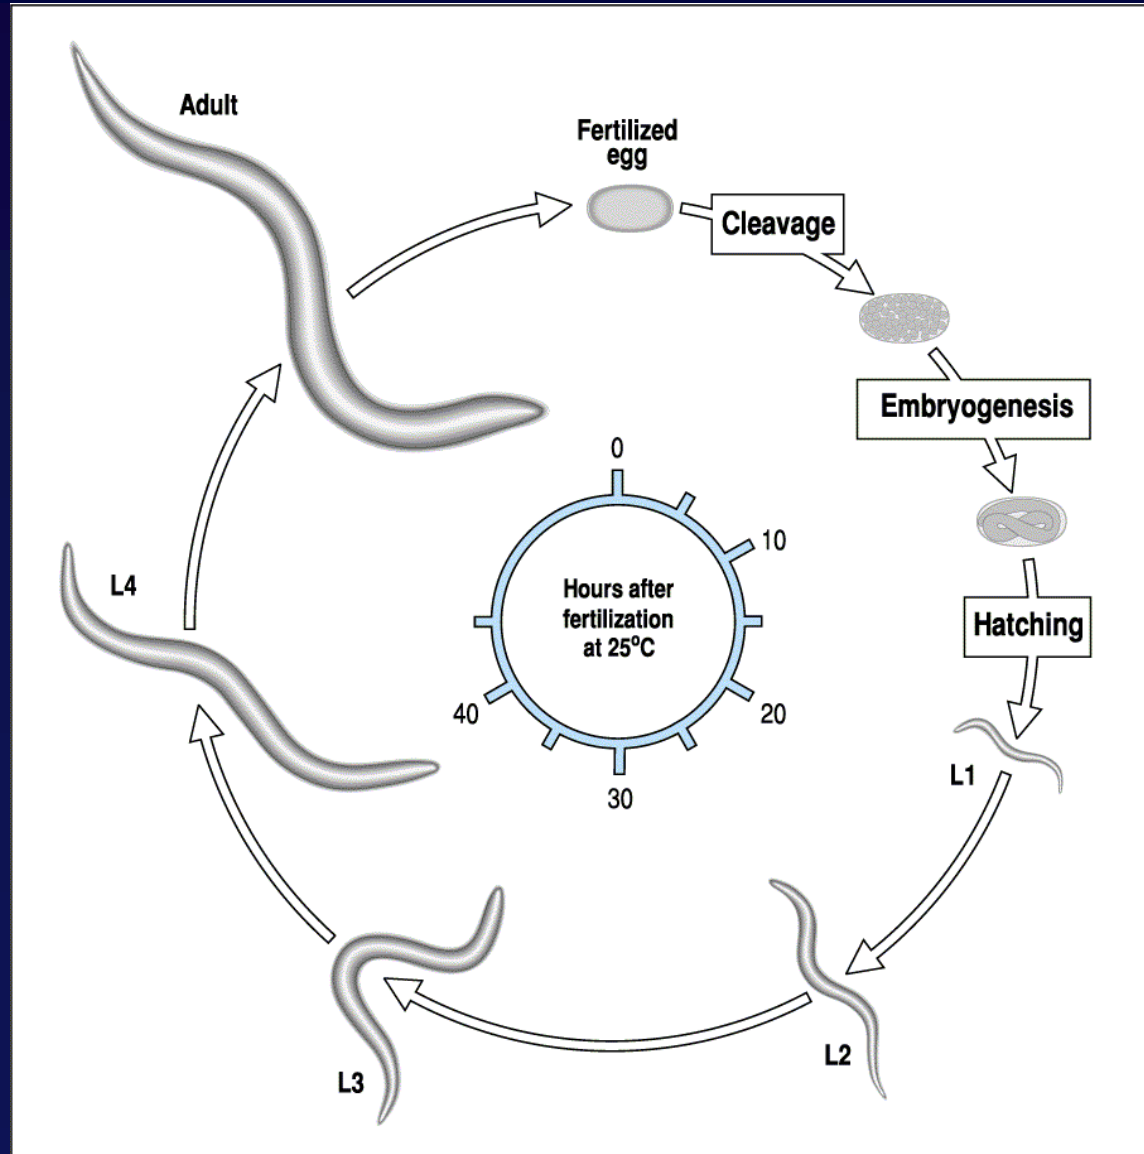 Adult
Fertilized
egg
Cleavage
Embryogenesis
Hatching
L1
L2
L3
L4
0
10
20
30
40
Hours after
fertilization
at 25°C